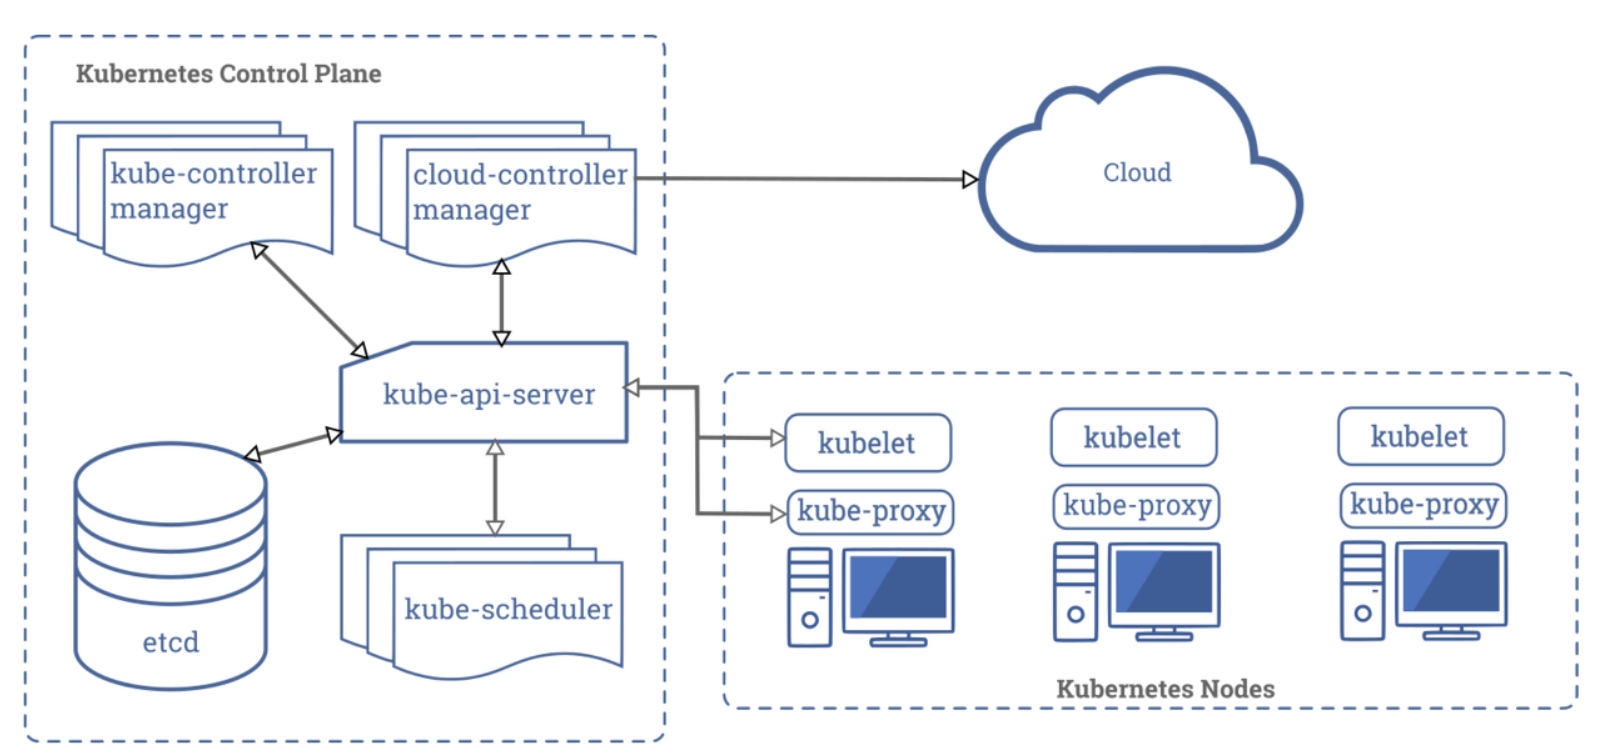 Kubernetes Control Plane
kube-controller
manager
cloud-controller
manager
Cloud
kube-api-server
etcd
kube-scheduler
kubelet
kube-proxy
kubelet
kube-proxy
kubelet
kube-proxy
Kubernetes Nodes